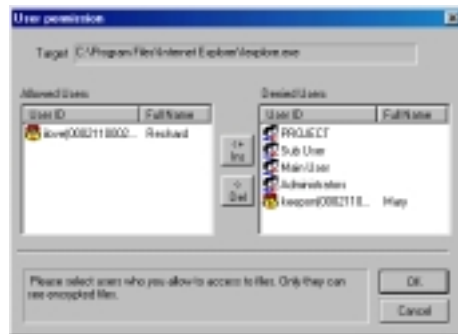 User permission
Target C:\Program Files\Internet Explorer\iexplore.exe
Allowed Users
User ID Full Name
Denied Users
User ID Full Name
PROJECT
Sub User
Main User
Administrators
Mary
Ins
Del
Please select users who you allow to access to files. Only they can
see encrypted files.
OK
Cancel